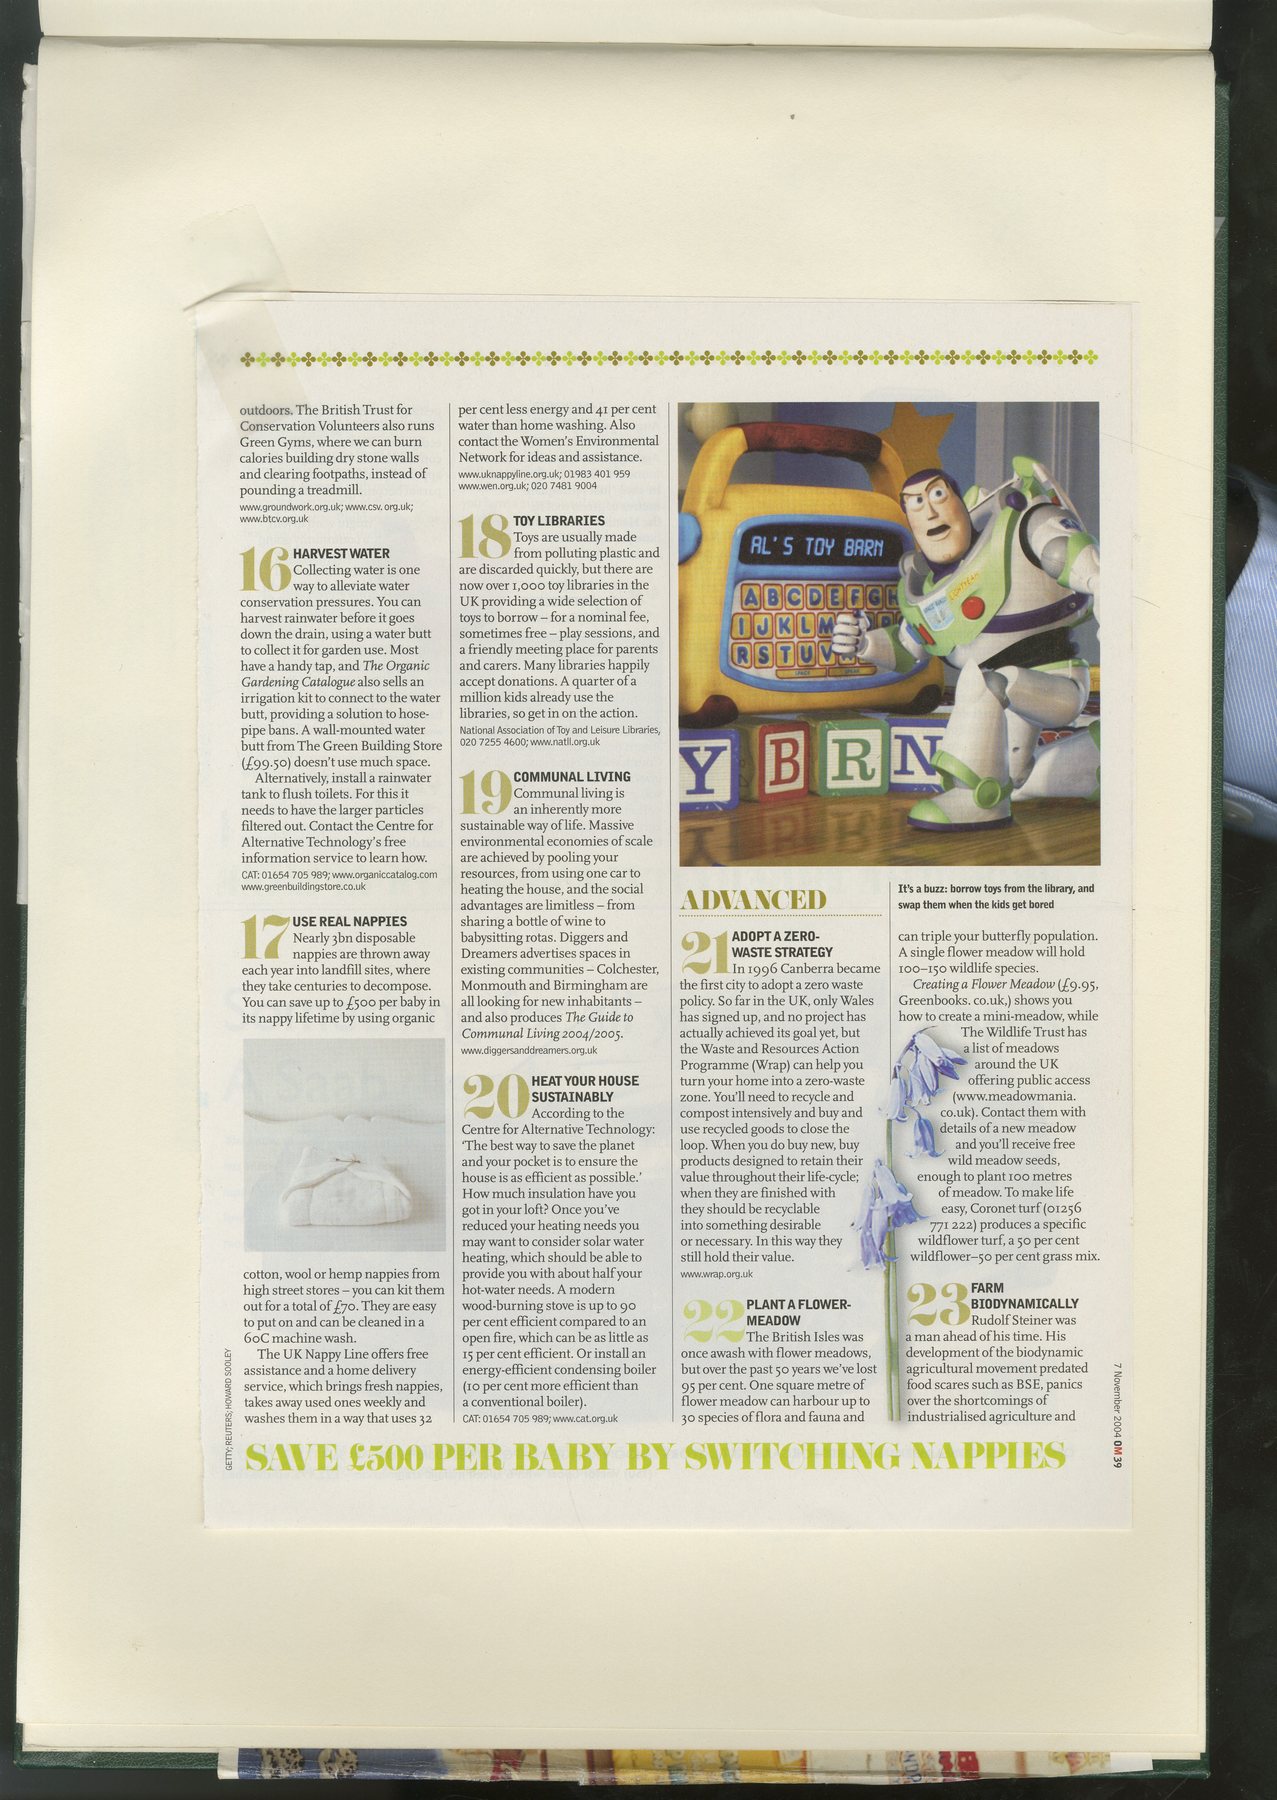 outdoors. The British Trust for
Conservation Volunteers also runs
Green Gyms, where we can burn
calories building dry stone walls
and clearing footpaths, instead of
pounding a treadmill.
www.groundwork.org.uk; www.csv. org.uk;
www.btcv.org.uk
16 HARVEST WATER
Collecting water is one
way to alleviate water
conservation pressures. You can
harvest rainwater before it goes
down the drain, using a water butt
to collect it for garden use. Most
have a handy tap, and The Organic
Gardening Catalogue also sells an
irrigation kit to connect to the water
butt, providing a solution to hose-
pipe bans. A wall-mounted water
butt from The Green Building Store
(£99.50) doesn't use much space.
Alternatively, install a rainwater
tank to flush toilets. For this it
needs to have the larger particles
filtered out. Contact the Centre for
Alternative Technology's free
information service to learn how.
CAT: 01654 705 989; www.organiccatalog.com
www.greenbuildingstore.co.uk
17 USE REAL NAPPIES
Nearly 3bn disposable
nappies are thrown away
each year into landfill sites, where
they take centuries to decompose.
You can save up to £500 per baby in
its nappy lifetime by using organic
cotton, wool or hemp nappies from
high street stores – you can kit them
out for a total of £70. They are easy
to put on and can be cleaned in a
60C machine wash.
The UK Nappy Line offers free
assistance and a home delivery
service, which brings fresh nappies,
takes away used ones weekly and
washes them in a way that uses 32
per cent less energy and 41 per cent
water than home washing. Also
contact the Women's Environmental
Network for ideas and assistance.
www.uknappyline.org.uk; 01983 401 959
www.wen.org.uk; 020 7481 9004
18 TOY LIBRARIES
Toys are usually made
from polluting plastic and
are discarded quickly, but there are
now over 1,000 toy libraries in the
UK providing a wide selection of
toys to borrow – for a nominal fee,
sometimes free – play sessions, and
a friendly meeting place for parents
and carers. Many libraries happily
accept donations. A quarter of a
million kids already use the
libraries, so get in on the action.
National Association of Toy and Leisure Libraries,
020 7255 4600; www.natll.org.uk
19 COMMUNAL LIVING
Communal living is
an inherently more
sustainable way of life. Massive
environmental economies of scale
are achieved by pooling your
resources, from using one car to
heating the house, and the social
advantages are limitless – from
sharing a bottle of wine to
babysitting rotas. Diggers and
Dreamers advertises spaces in
existing communities – Colchester,
Monmouth and Birmingham are
all looking for new inhabitants –
and also produces The Guide to
Communal Living 2004/2005.
www.diggersanddreamers.org.uk
20 HEAT YOUR HOUSE
SUSTAINABLY
According to the
Centre for Alternative Technology:
'The best way to save the planet
and your pocket is to ensure the
house is as efficient as possible.'
How much insulation have you
got in your loft? Once you've
reduced your heating needs you
may want to consider solar water
heating, which should be able to
provide you with about half your
hot-water needs. A modern
wood-burning stove is up to 90
per cent efficient compared to an
open fire, which can be as little as
15 per cent efficient. Or install an
energy-efficient condensing boiler
(10 per cent more efficient than
a conventional boiler).
CAT: 01654 705 989; www.cat.org.uk
AL'S TOY BARN
ABCDEFGH
IJKLM
RSTUV
SPACE
LIGHTYEAR
Y B R N
It's a buzz: borrow toys from the library, and
swap them when the kids get bored
ADVANCED
21 ADOPT A ZERO-
WASTE STRATEGY
In 1996 Canberra became
the first city to adopt a zero waste
policy. So far in the UK, only Wales
has signed up, and no project has
actually achieved its goal yet, but
the Waste and Resources Action
Programme (Wrap) can help you
turn your home into a zero-waste
zone. You'll need to recycle and
compost intensively and buy and
use recycled goods to close the
loop. When you do buy new, buy
products designed to retain their
value throughout their life-cycle;
when they are finished with
they should be recyclable
into something desirable
or necessary. In this way they
still hold their value.
www.wrap.org.uk
22 PLANT A FLOWER-
MEADOW
The British Isles was
once awash with flower meadows,
but over the past 50 years we've lost
95 per cent. One square metre of
flower meadow can harbour up to
30 species of flora and fauna and
can triple your butterfly population.
A single flower meadow will hold
100–150 wildlife species.
Creating a Flower Meadow (£9.95,
Greenbooks. co.uk,) shows you
how to create a mini-meadow, while
The Wildlife Trust has
a list of meadows
around the UK
offering public access
(www.meadowmania.
co.uk). Contact them with
details of a new meadow
and you'll receive free
wild meadow seeds,
enough to plant 100 metres
of meadow. To make life
easy, Coronet turf (01256
771 222) produces a specific
wildflower turf, a 50 per cent
wildflower–50 per cent grass mix.
23 FARM
BIODYNAMICALLY
Rudolf Steiner was
a man ahead of his time. His
development of the biodynamic
agricultural movement predated
food scares such as BSE, panics
over the shortcomings of
industrialised agriculture and
GETTY; REUTERS; HOWARD SOOLEY
7 November 2004 OM 39
SAVE £500 PER BABY BY SWITCHING NAPPIES